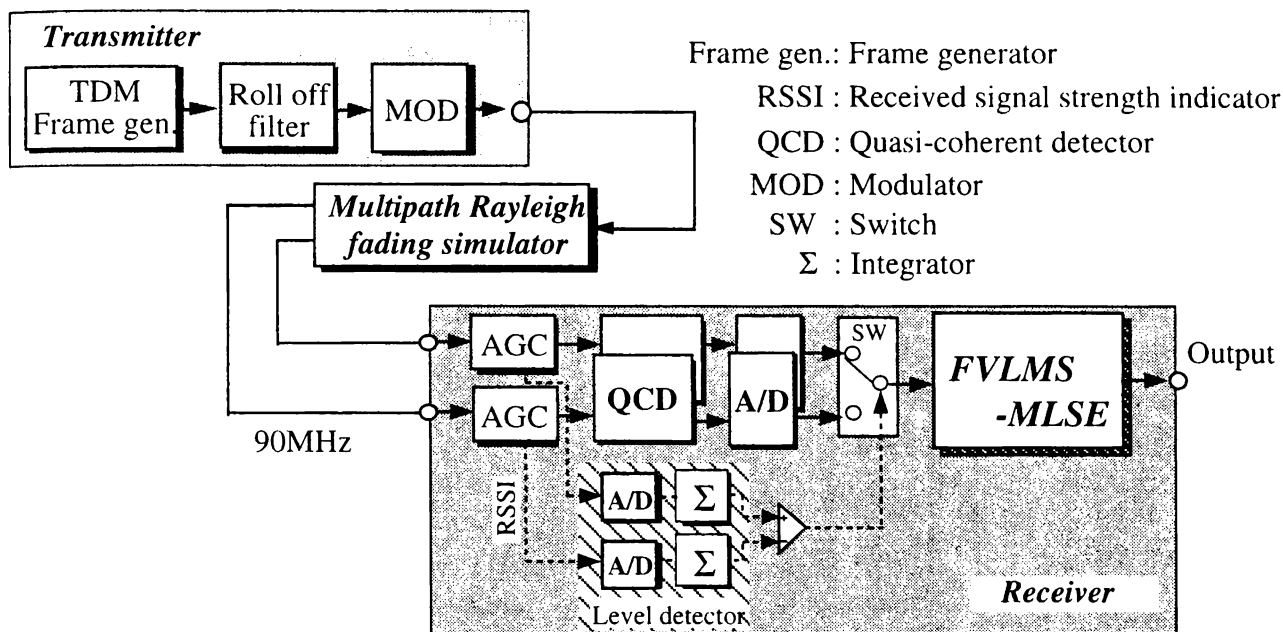 Transmitter
TDM
Frame gen.
Roll off
filter
MOD
Frame gen.: Frame generator
RSSI : Received signal strength indicator
QCD : Quasi-coherent detector
MOD : Modulator
SW : Switch
Σ : Integrator
Multipath Rayleigh
fading simulator
90MHz
AGC
AGC
QCD
A/D
SW
FVLMS
-MLSE
Output
RSSI
A/D
Σ
A/D
Σ
Level detector
Receiver